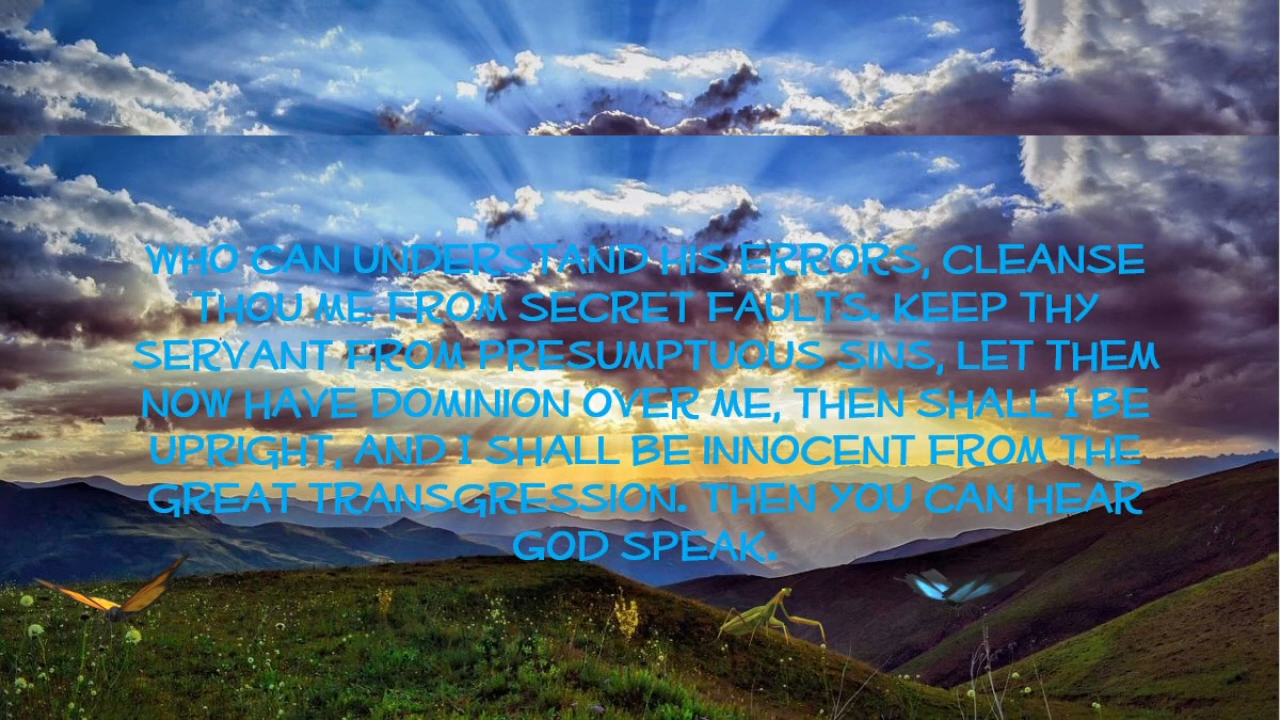 WHO CAN UNDERSTAND HIS ERRORS, CLEANSE
THOU ME FROM SECRET FAULTS. KEEP THY
SERVANT FROM PRESUMPTUOUS SINS, LET THEM
NOW HAVE DOMINION OVER ME, THEN SHALL I BE
UPRIGHT, AND I SHALL BE INNOCENT FROM THE
GREAT TRANSGRESSION. THEN YOU CAN HEAR
GOD SPEAK.